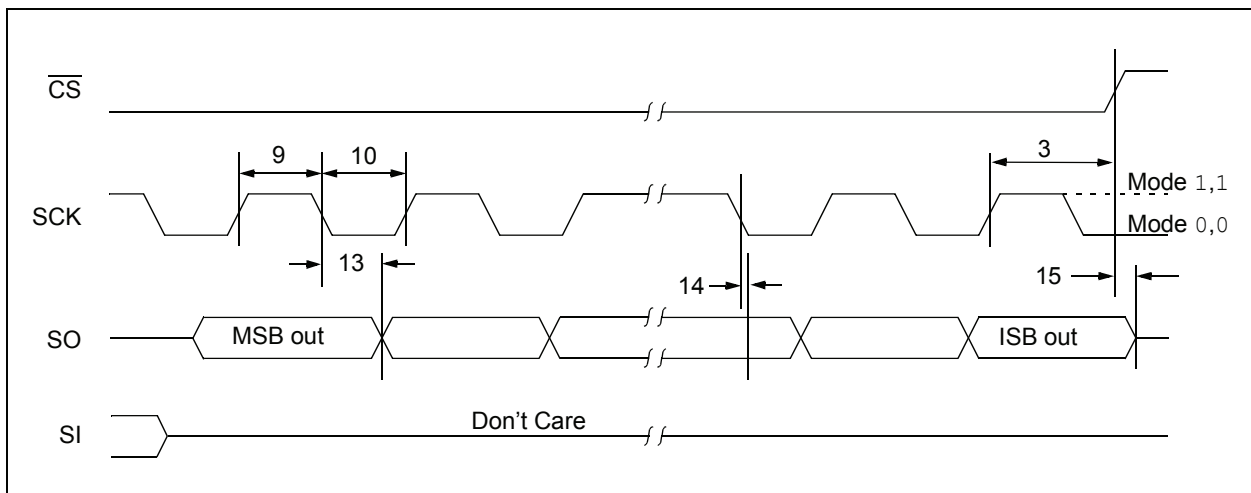 CS
9
10
3
Mode 1,1
SCK
Mode 0,0
13
14
15
SO
MSB out
ISB out
Don't Care
SI